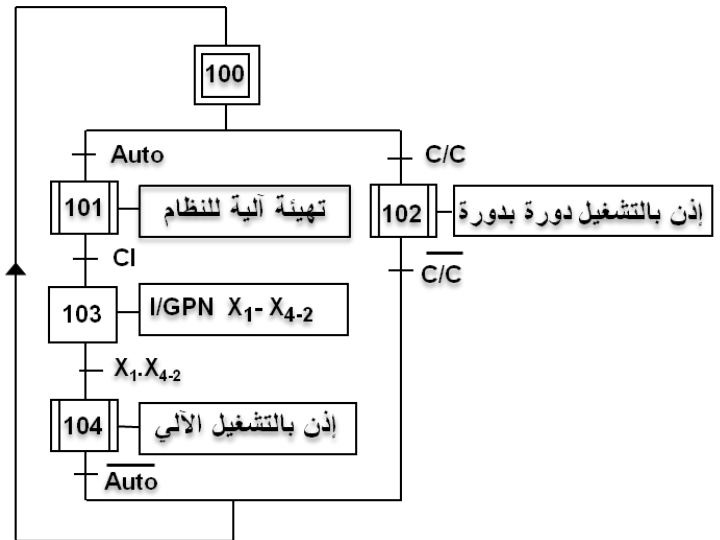 100
Auto
C/C
101
تهيئة آلية للنظام
102
إذن بالتشغيل دورة بدورة
CI
C/C̅
103
I/GPN X₁- X₄₋₂
X₁.X₄₋₂
104
إذن بالتشغيل الآلي
A̅u̅t̅o̅